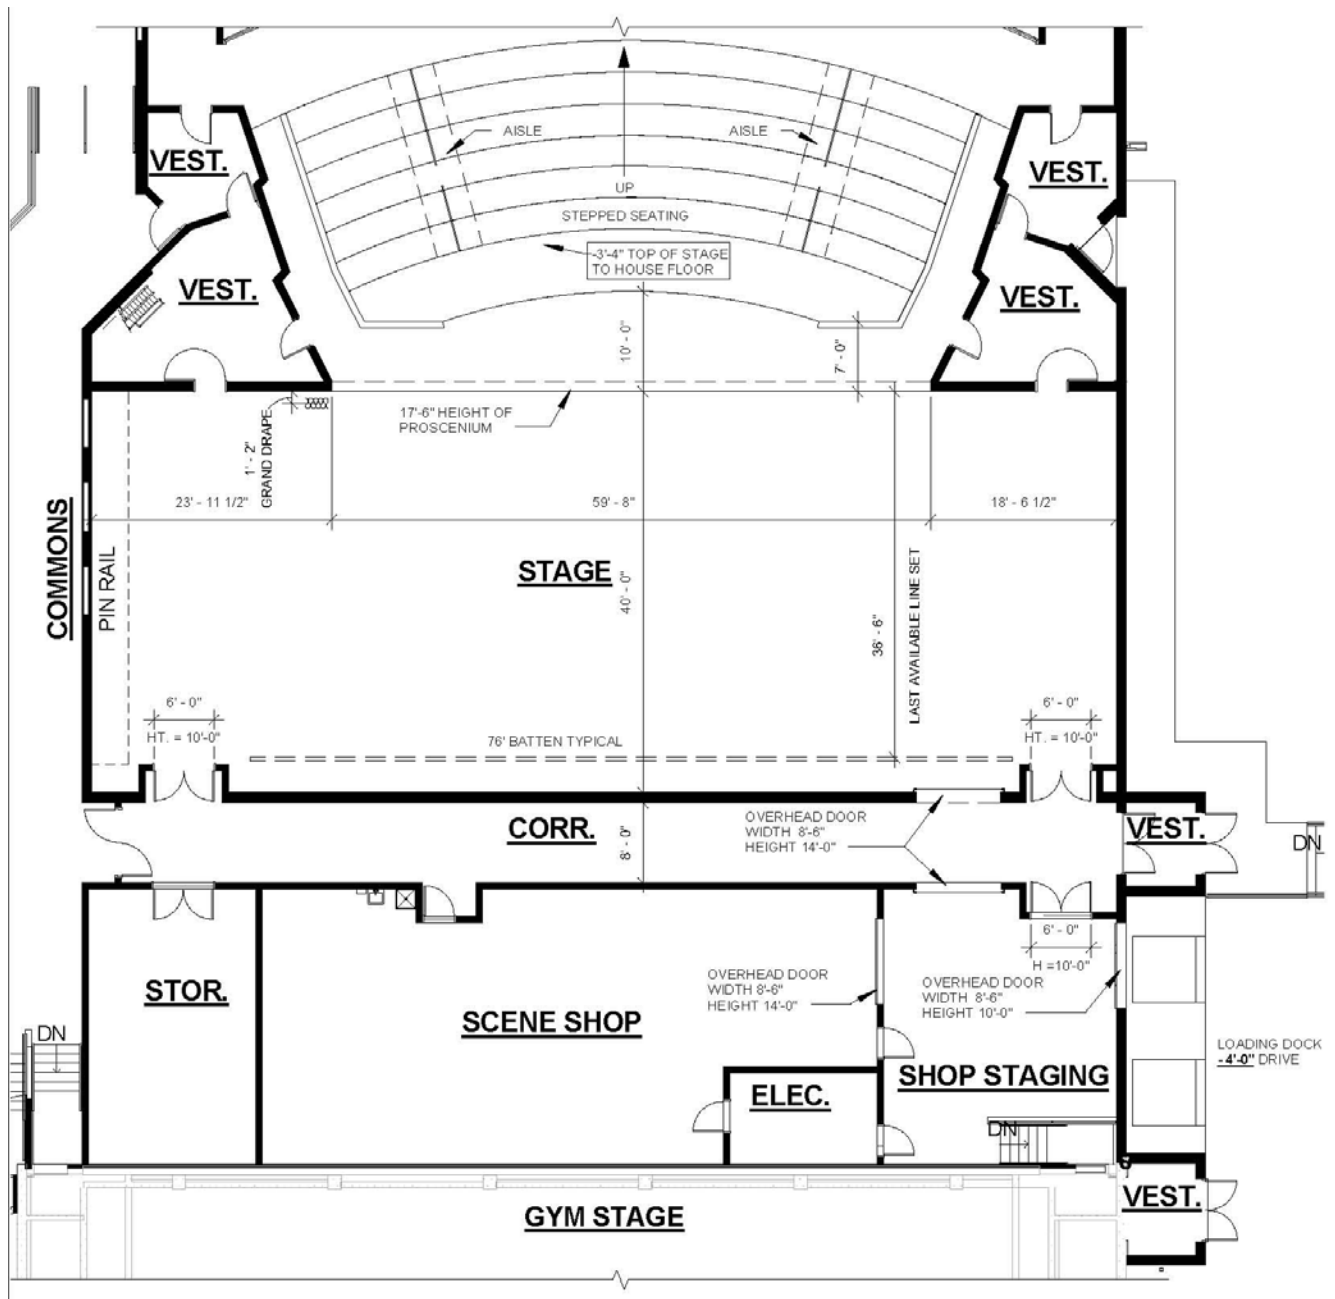 AISLE
AISLE
VEST.
VEST.
UP
STEPPED SEATING
-3'-4" TOP OF STAGE
TO HOUSE FLOOR
VEST.
VEST.
10' - 0"
7' - 0"
17'-6" HEIGHT OF
PROSCENIUM
1' - 2"
GRAND DRAPE
23' - 11 1/2"
59' - 8"
18' - 6 1/2"
COMMONS
PIN RAIL
STAGE
40' - 0"
36' - 6"
LAST AVAILABLE LINE SET
6' - 0"
HT. = 10'-0"
6' - 0"
HT. = 10'-0"
76' BATTEN TYPICAL
CORR.
8' - 0"
OVERHEAD DOOR
WIDTH 8'-6"
HEIGHT 14'-0"
VEST.
DN
6' - 0"
H =10'-0"
STOR.
SCENE SHOP
OVERHEAD DOOR
WIDTH 8'-6"
HEIGHT 14'-0"
OVERHEAD DOOR
WIDTH 8'-6"
HEIGHT 10'-0"
DN
LOADING DOCK
-4'-0" DRIVE
SHOP STAGING
ELEC.
DN
VEST.
GYM STAGE